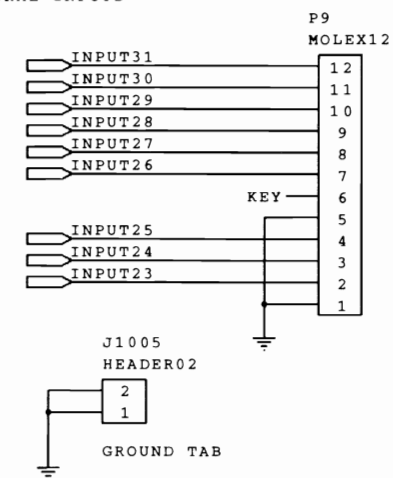 P9
MOLEX12
INPUT31
12
INPUT30
11
INPUT29
10
INPUT28
9
INPUT27
8
INPUT26
7
KEY
6
5
INPUT25
4
INPUT24
3
INPUT23
2
1
J1005
HEADER02
2
1
GROUND TAB